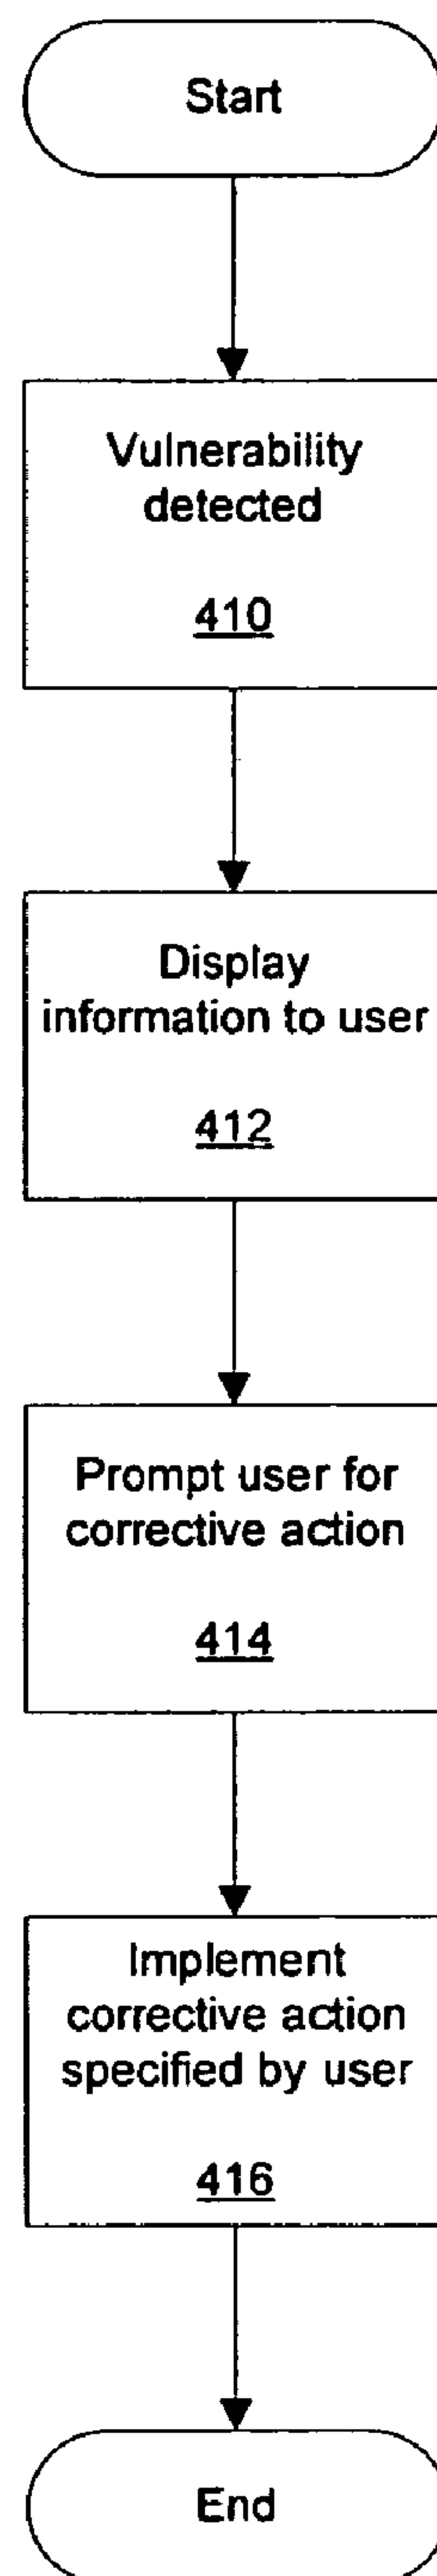 Start
Vulnerability
detected
410
Display
information to user
412
Prompt user for
corrective action
414
Implement
corrective action
specified by user
416
End